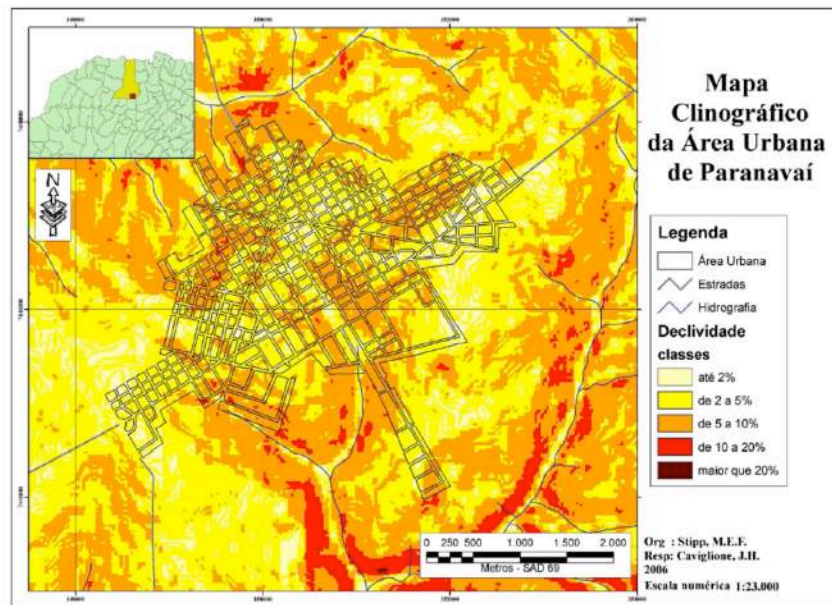 Mapa
Clinográfico
da Área Urbana
de Paranavaí
N
Legenda
Área Urbana
Estradas
Hidrografia
Declividade
classes
até 2%
de 2 a 5%
de 5 a 10%
de 10 a 20%
maior que 20%
0 250 500 1.000 1.500 2.000
Metros - SAD 69
Org : Stipp, M.E.F.
Resp: Caviglione, J.H.
2006
Escala numérica 1:23.000